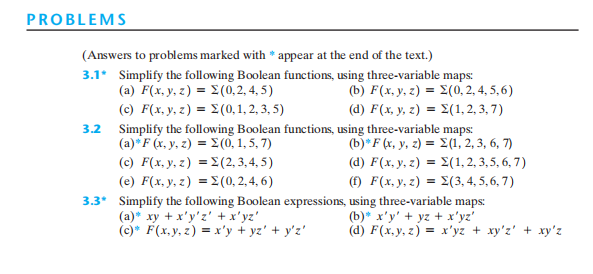 PROBLEMS
(Answers to problems marked with * appear at the end of the text.)
3.1* Simplify the following Boolean functions, using three-variable maps:
(a) F(x, y, z) = Σ(0, 2, 4, 5) (b) F(x, y, z) = Σ(0, 2, 4, 5, 6)
(c) F(x, y, z) = Σ(0, 1, 2, 3, 5) (d) F(x, y, z) = Σ(1, 2, 3, 7)
3.2 Simplify the following Boolean functions, using three-variable maps:
(a)*F (x, y, z) = Σ(0, 1, 5, 7) (b)*F (x, y, z) = Σ(1, 2, 3, 6, 7)
(c) F(x, y, z) = Σ(2, 3, 4, 5) (d) F(x, y, z) = Σ(1, 2, 3, 5, 6, 7)
(e) F(x, y, z) = Σ(0, 2, 4, 6) (f) F(x, y, z) = Σ(3, 4, 5, 6, 7)
3.3* Simplify the following Boolean expressions, using three-variable maps:
(a)* xy + x'y'z' + x'yz' (b)* x'y' + yz + x'yz'
(c)* F(x, y, z) = x'y + yz' + y'z' (d) F(x, y, z) = x'yz + xy'z' + xy'z